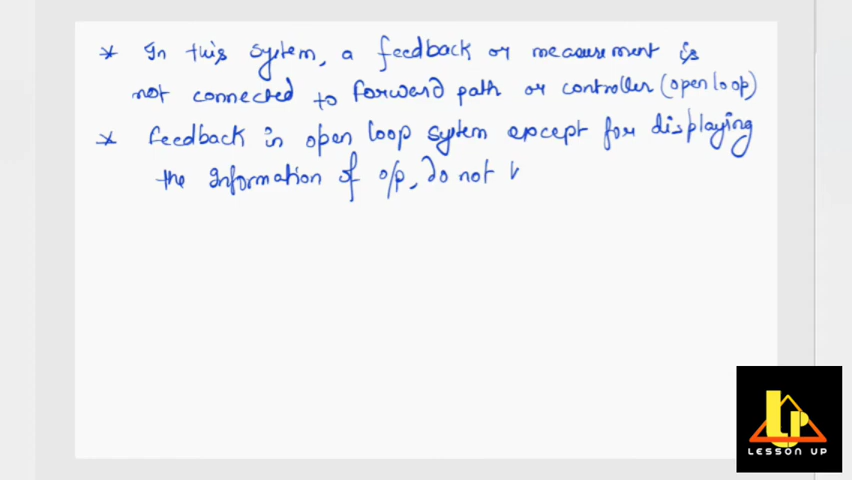 * In this system, a feedback or measurement is
not connected to forward path or controller (open loop)
* feedback in open loop system except for displaying
the information of o/p, do not
LESSON UP